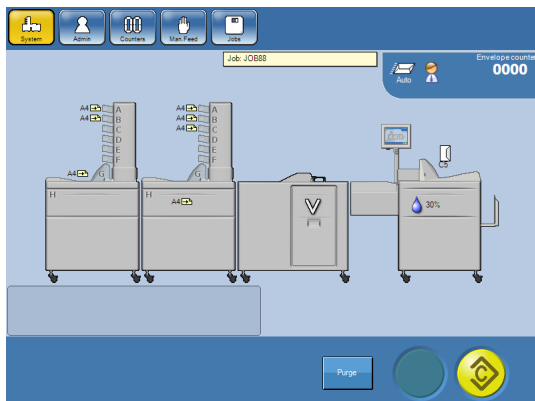 System
Admin
Counters
Man.Feed
Jobs
Job: JOB88
Envelope counter
0000
Auto
A4
A4
A
B
C
D
E
F
A4
G
H
A4
A4
A4
A
B
C
D
E
F
G
H
A4
V
C5
30%
Purge
C